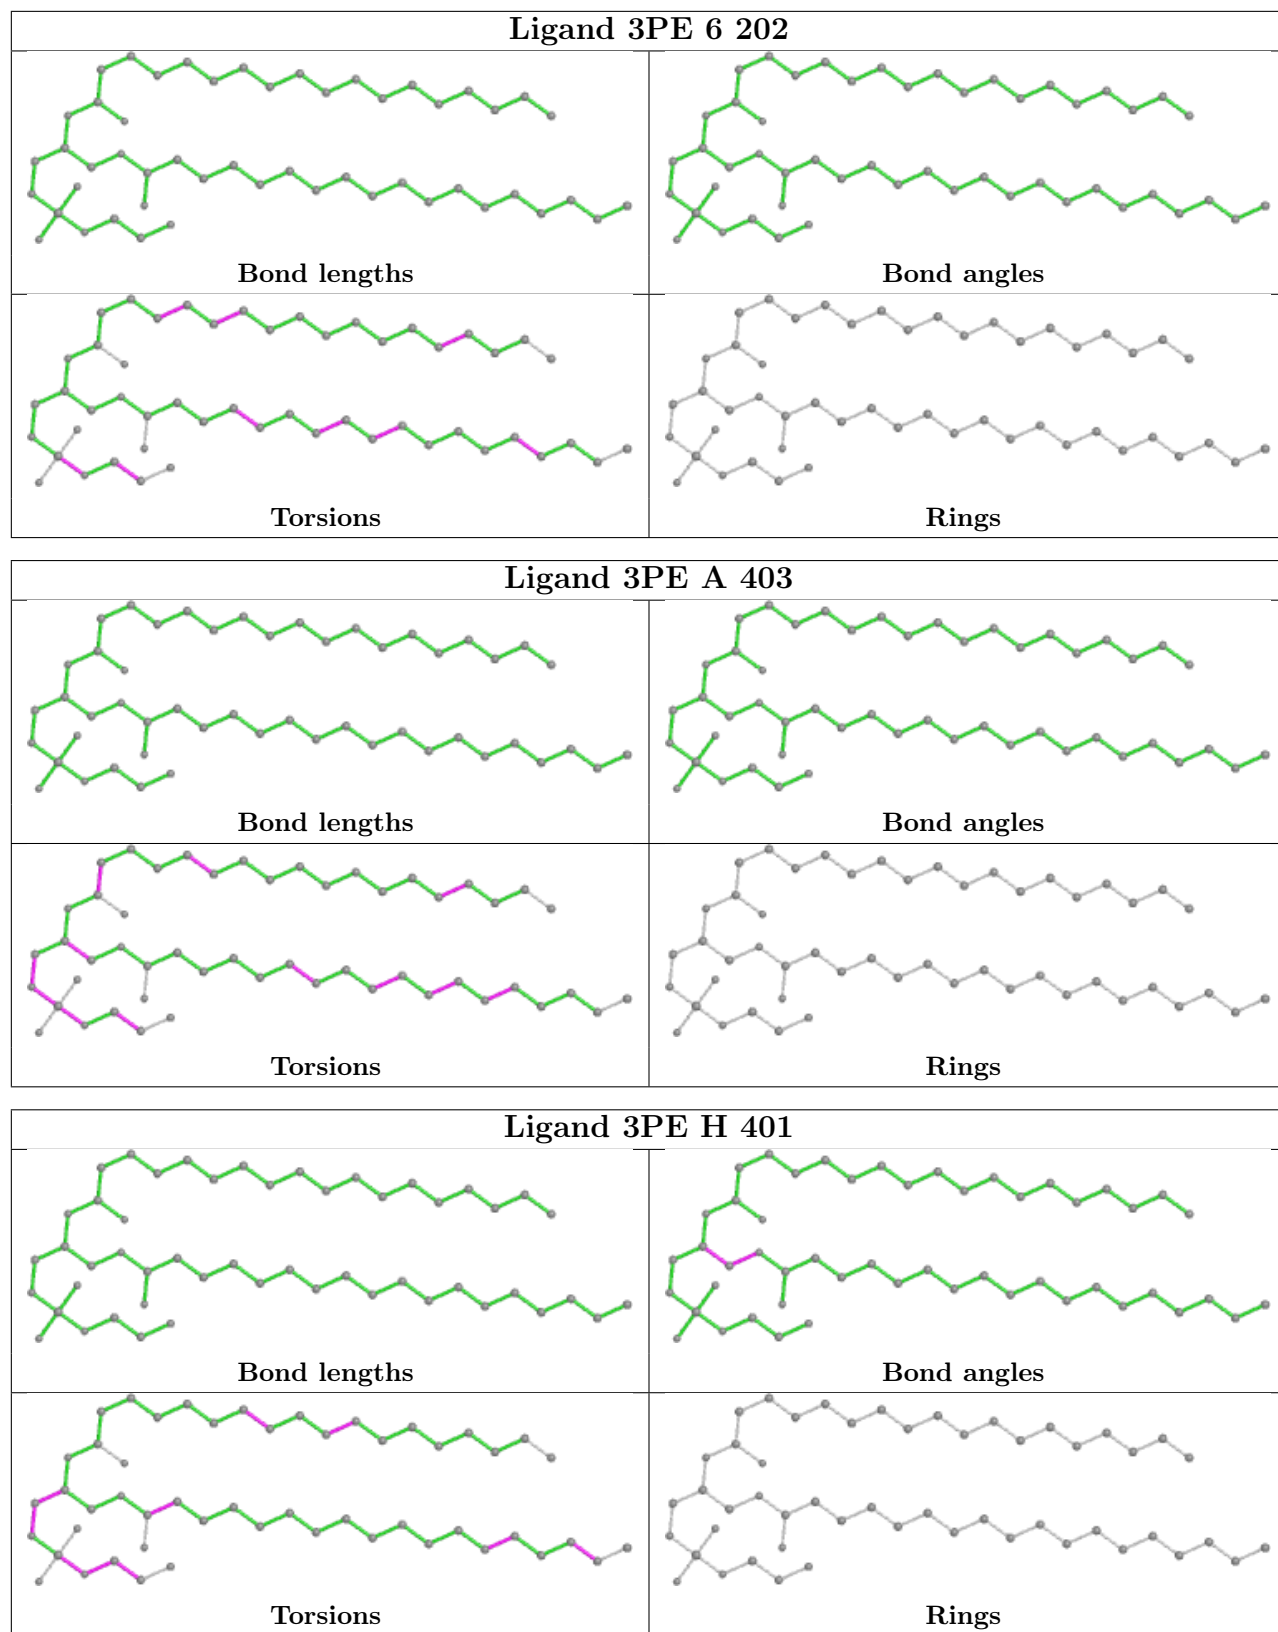 Ligand 3PE 6 202
Bond lengths
Bond angles
Torsions
Rings
Ligand 3PE A 403
Bond lengths
Bond angles
Torsions
Rings
Ligand 3PE H 401
Bond lengths
Bond angles
Torsions
Rings